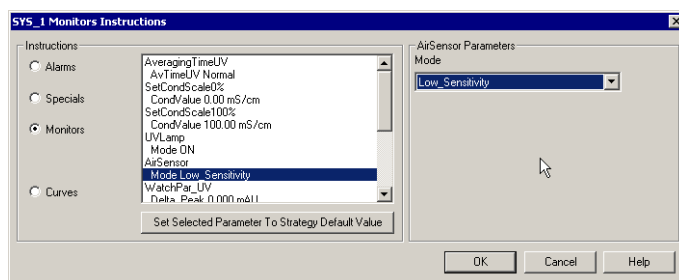 SYS_1 Monitors Instructions
Instructions
Alarms
Specials
Monitors
Curves
AveragingTimeUV
AvTimeUV Normal
SetCondScale0%
CondValue 0.00 mS/cm
SetCondScale100%
CondValue 100.00 mS/cm
UVLamp
Mode ON
AirSensor
Mode Low_Sensitivity
WatchPar_UV
Delta_Peak 0.000 mAU
Set Selected Parameter To Strategy Default Value
AirSensor Parameters
Mode
Low_Sensitivity
OK Cancel Help